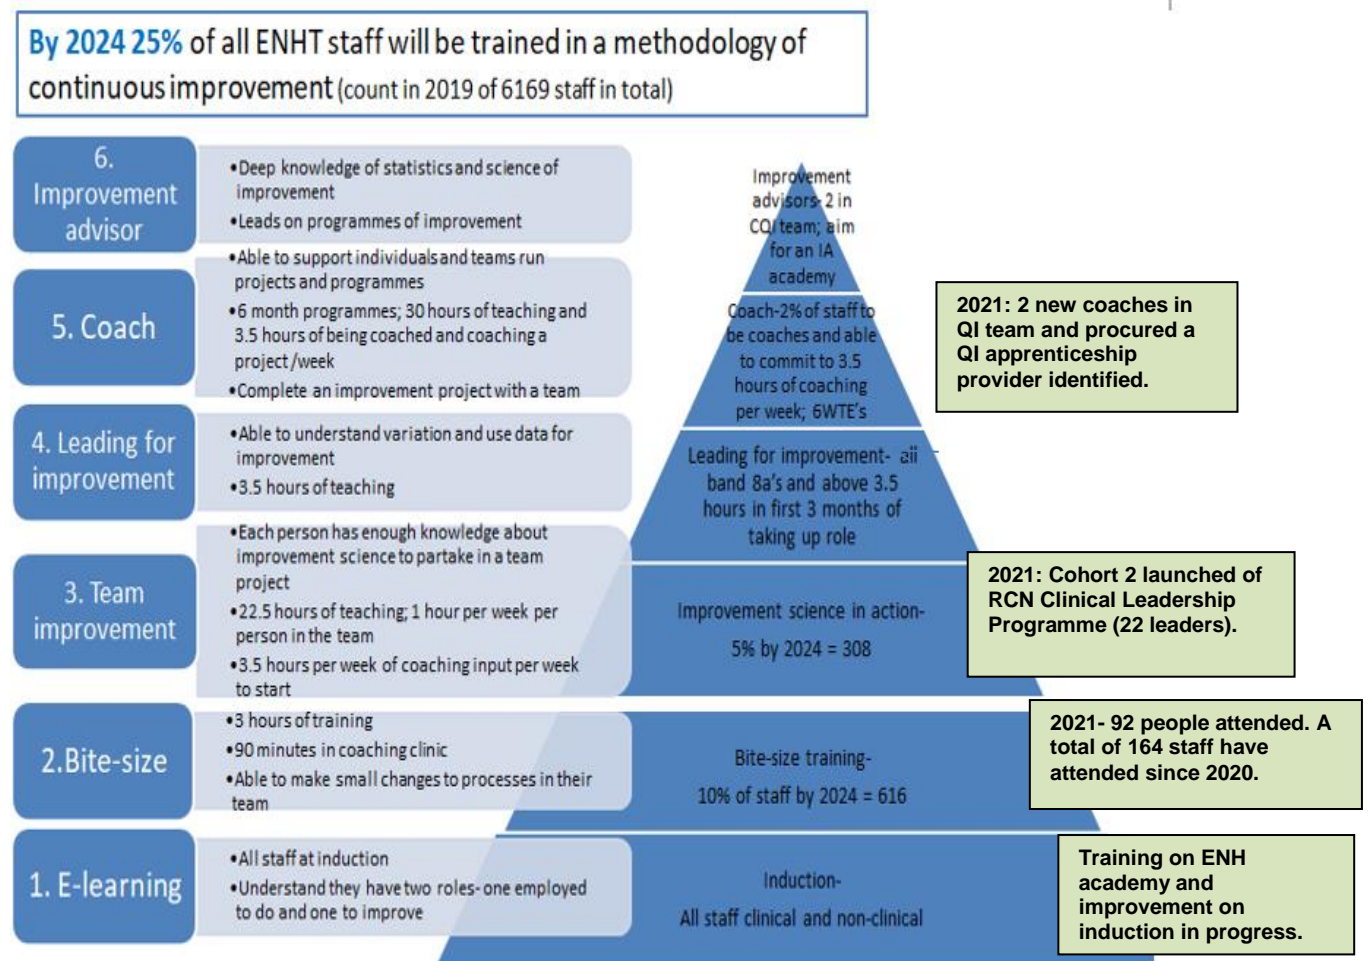 By 2024 25% of all ENHT staff will be trained in a methodology of
continuous improvement (count in 2019 of 6169 staff in total)
6.
Improvement
advisor
•Deep knowledge of statistics and science of
improvement
•Leads on programmes of improvement
5. Coach
•Able to support individuals and teams run
projects and programmes
•6 month programmes; 30 hours of teaching and
3.5 hours of being coached and coaching a
project/week
•Complete an improvement project with a team
4. Leading for
improvement
•Able to understand variation and use data for
improvement
•3.5 hours of teaching
3. Team
improvement
•Each person has enough knowledge about
improvement science to partake in a team
project
•22.5 hours of teaching; 1 hour per week per
person in the team
•3.5 hours per week of coaching input per week
to start
2.Bite-size
•3 hours of training
•90 minutes in coaching clinic
•Able to make small changes to processes in their
team
1. E-learning
•All staff at induction
•Understand they have two roles- one employed
to do and one to improve
Improvement
advisors- 2 in
CQI team; aim
for an IA
academy
Coach-2% of staff to
be coaches and able
to commit to 3.5
hours of coaching
per week; 6WTE's
Leading for improvement- all
band 8a's and above 3.5
hours in first 3 months of
taking up role
Improvement science in action-
5% by 2024 = 308
Bite-size training-
10% of staff by 2024 = 616
Induction-
All staff clinical and non-clinical
2021: 2 new coaches in
QI team and procured a
QI apprenticeship
provider identified.
2021: Cohort 2 launched of
RCN Clinical Leadership
Programme (22 leaders).
2021- 92 people attended. A
total of 164 staff have
attended since 2020.
Training on ENH
academy and
improvement on
induction in progress.